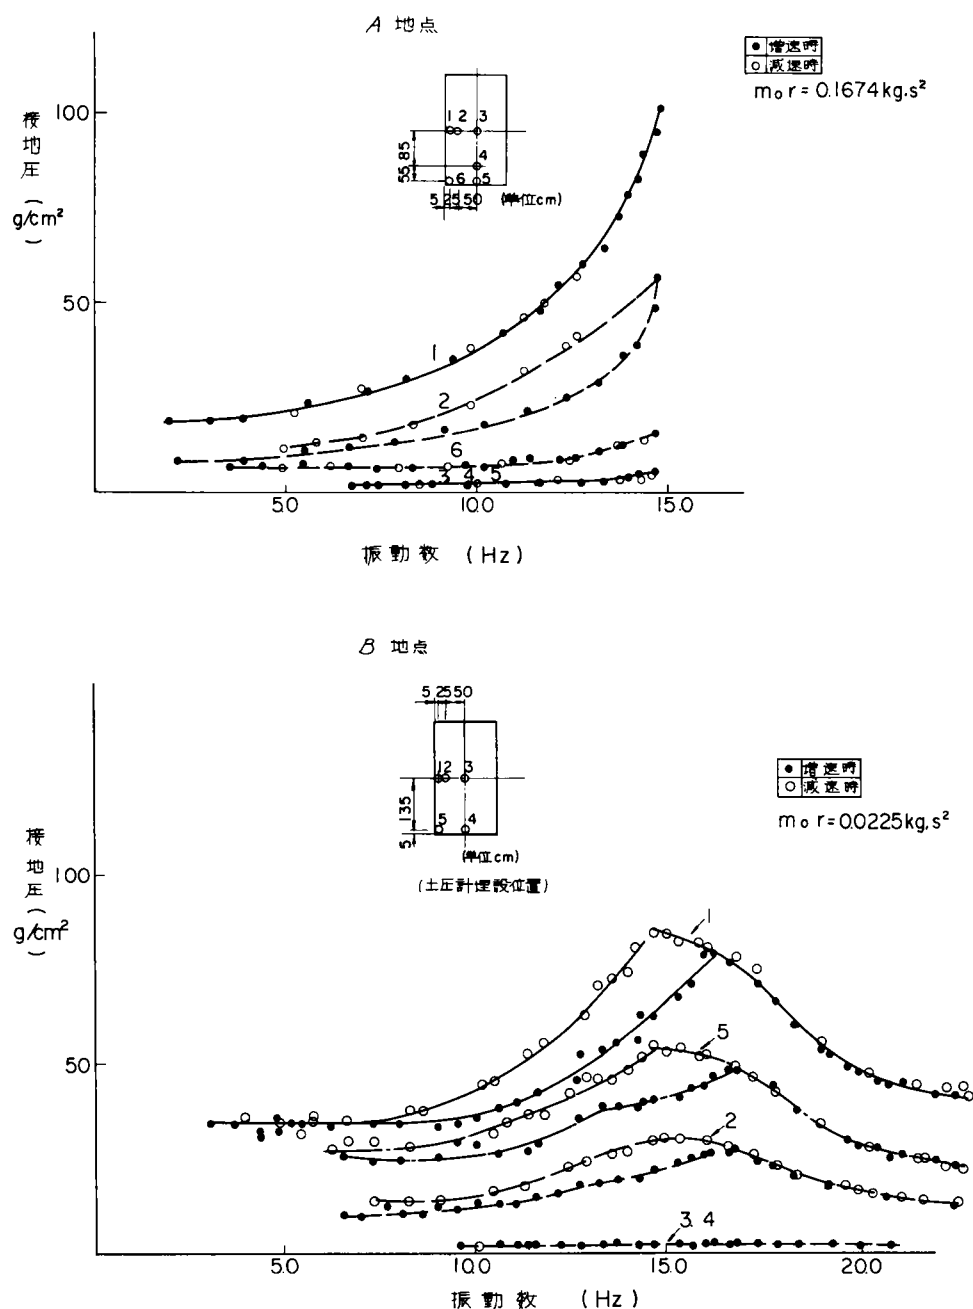 A 地点
● 増速時
○ 減速時
m₀r=0.1674kg.s²
接地圧(g/cm²)
100
50
1 2 3
4
6 5
55 85
5 25 50 (単位cm)
1
2
6
3 4 5
5.0 10.0 15.0
振動数 (Hz)
B 地点
5 25 50
1 2 3
5 4
5 135
(単位cm)
(土圧計埋設位置)
● 増速時
○ 減速時
m₀r=0.0225kg.s²
接地圧(g/cm²)
100
50
1
5
2
3.4
5.0 10.0 15.0 20.0
振動数 (Hz)